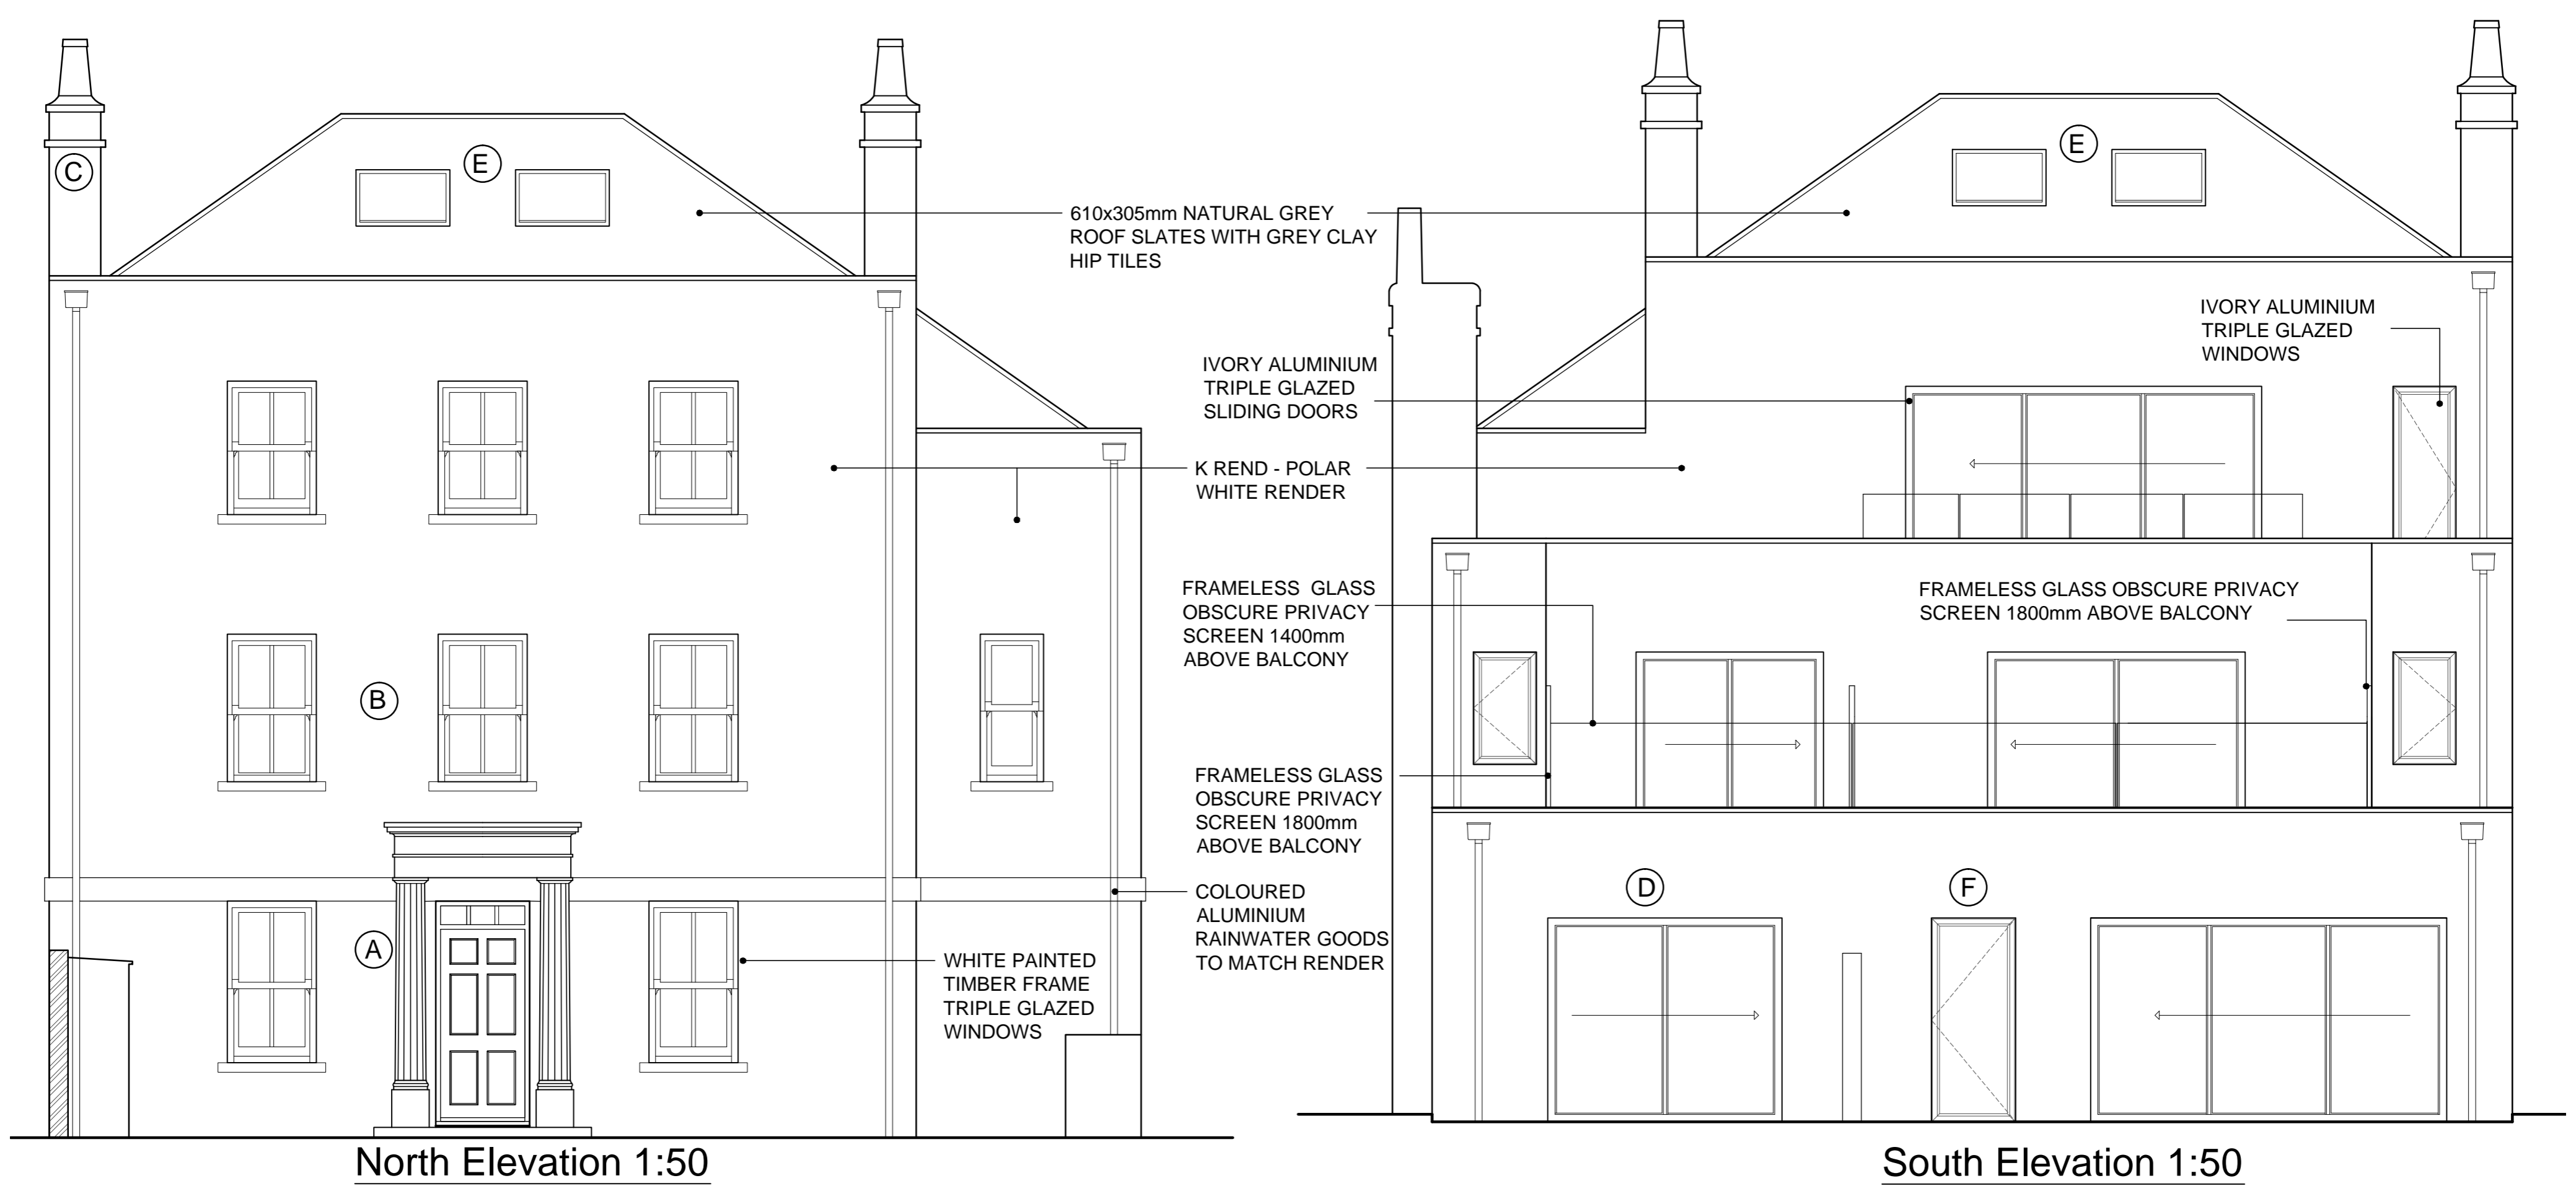 C
E
E
610x305mm NATURAL GREY
ROOF SLATES WITH GREY CLAY
HIP TILES
IVORY ALUMINIUM
TRIPLE GLAZED
WINDOWS
IVORY ALUMINIUM
TRIPLE GLAZED
SLIDING DOORS
K REND - POLAR
WHITE RENDER
FRAMELESS GLASS
OBSCURE PRIVACY
SCREEN 1400mm
ABOVE BALCONY
FRAMELESS GLASS OBSCURE PRIVACY
SCREEN 1800mm ABOVE BALCONY
B
FRAMELESS GLASS
OBSCURE PRIVACY
SCREEN 1800mm
ABOVE BALCONY
COLOURED
ALUMINIUM
RAINWATER GOODS
TO MATCH RENDER
D
F
A
WHITE PAINTED
TIMBER FRAME
TRIPLE GLAZED
WINDOWS
North Elevation 1:50
South Elevation 1:50